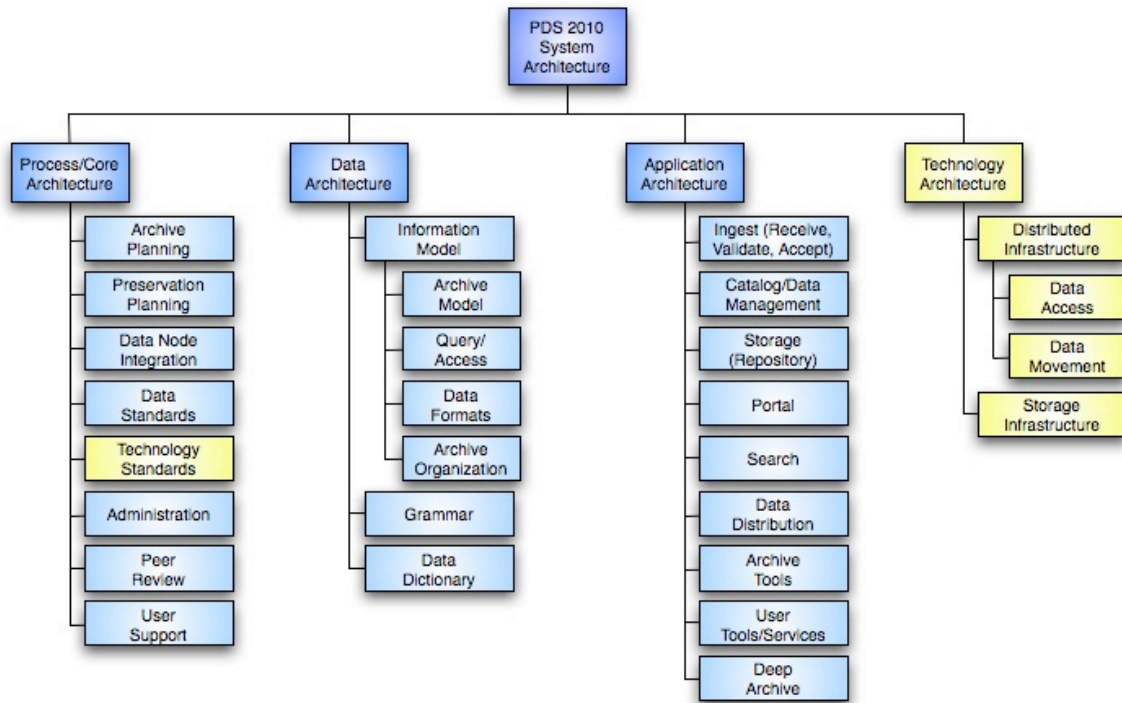 PDS 2010
System
Architecture
Process/Core
Architecture
Data
Architecture
Application
Architecture
Technology
Architecture
Archive
Planning
Preservation
Planning
Data Node
Integration
Data
Standards
Technology
Standards
Administration
Peer
Review
User
Support
Information
Model
Archive
Model
Query/
Access
Data
Formats
Archive
Organization
Grammar
Data
Dictionary
Ingest (Receive,
Validate, Accept)
Catalog/Data
Management
Storage
(Repository)
Portal
Search
Data
Distribution
Archive
Tools
User
Tools/Services
Deep
Archive
Distributed
Infrastructure
Data
Access
Data
Movement
Storage
Infrastructure